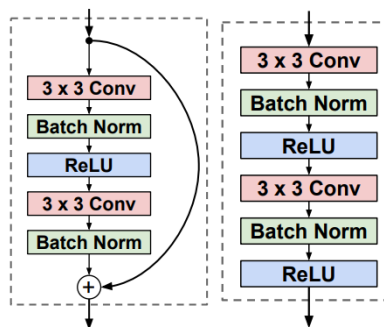 3 x 3 Conv
Batch Norm
ReLU
3 x 3 Conv
Batch Norm
+
3 x 3 Conv
Batch Norm
ReLU
3 x 3 Conv
Batch Norm
ReLU